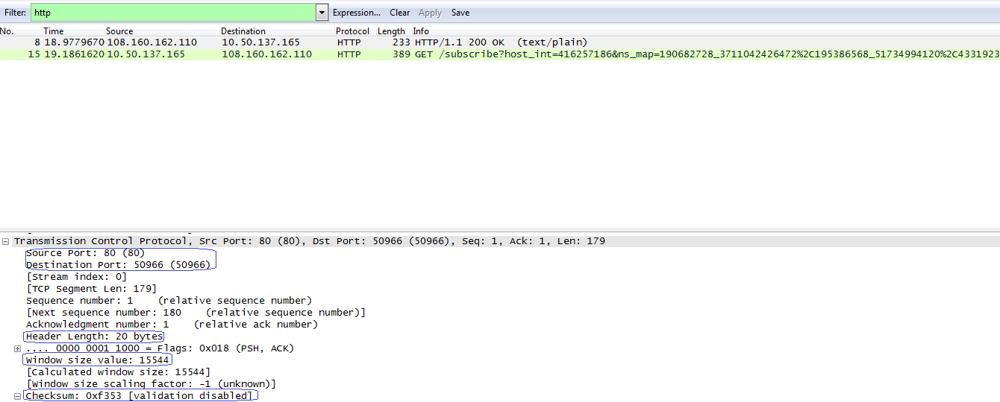 Filter: http Expression... Clear Apply Save
No. Time Source Destination Protocol Length Info
8 18.9779670 108.160.162.110 10.50.137.165 HTTP 233 HTTP/1.1 200 OK (text/plain)
15 19.1861620 10.50.137.165 108.160.162.110 HTTP 389 GET /subscribe?host_int=416257186&ns_map=190682728_3711042426472%2C195386568_51734994120%2C4331923
Transmission Control Protocol, Src Port: 80 (80), Dst Port: 50966 (50966), Seq: 1, Ack: 1, Len: 179
Source Port: 80 (80)
Destination Port: 50966 (50966)
[Stream index: 0]
[TCP Segment Len: 179]
Sequence number: 1 (relative sequence number)
[Next sequence number: 180 (relative sequence number)]
Acknowledgment number: 1 (relative ack number)
Header Length: 20 bytes
.... 0000 0001 1000 = Flags: 0x018 (PSH, ACK)
Window size value: 15544
[Calculated window size: 15544]
[Window size scaling factor: -1 (unknown)]
Checksum: 0xf353 [validation disabled]